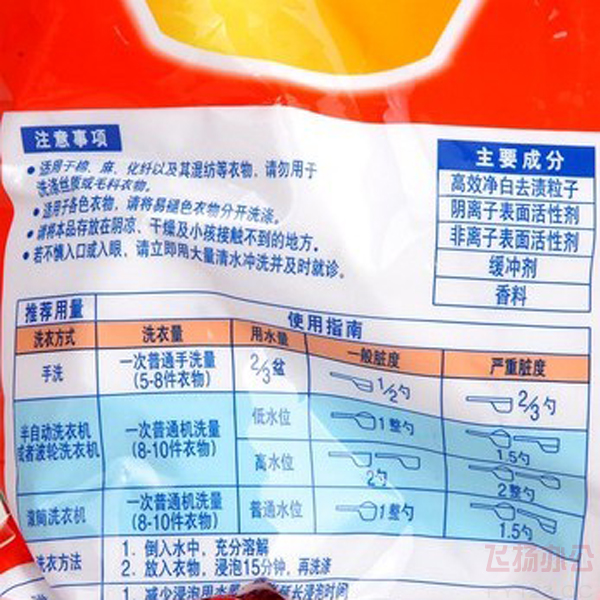 注意事项
• 适用于棉、麻、化纤以及其混纺等衣物，请勿用于
洗涤丝质或毛料衣物。
• 适用于各色衣物，请将易褪色衣物分开洗涤。
• 请将本品存放在阴凉、干燥及小孩接触不到的地方。
• 若不慎入口或入眼，请立即用大量清水冲洗并及时就诊。
主要成分
高效净白去渍粒子
阴离子表面活性剂
非离子表面活性剂
缓冲剂
香料
推荐用量 使用指南
洗衣方式 洗衣量 用水量 一般脏度 严重脏度
手洗 一次普通手洗量 2/3盆 1/2勺 2/3勺
(5-8件衣物)
半自动洗衣机 一次普通机洗量 低水位 1整勺 1.5勺
或者波轮洗衣机 (8-10件衣物) 高水位 2勺 2整勺
滚筒洗衣机 一次普通机洗量 普通水位 1整勺 1.5勺
(8-10件衣物)
洗衣方法 1. 倒入水中，充分溶解
2. 放入衣物，浸泡15分钟，再洗涤
1. 减少浸泡用水 延长浸泡时间
飞扬办公